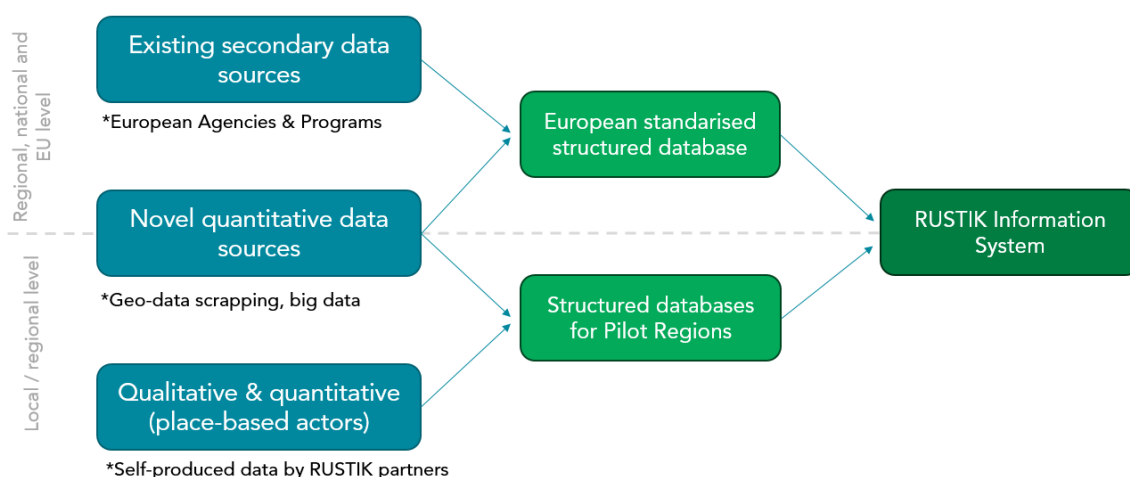 Regional, national and
EU level
Existing secondary data
sources
*European Agencies & Programs
European standarised
structured database
Novel quantitative data
sources
*Geo-data scrapping, big data
RUSTIK Information
System
Local / regional level
Structured databases
for Pilot Regions
Qualitative & quantitative
(place-based actors)
*Self-produced data by RUSTIK partners